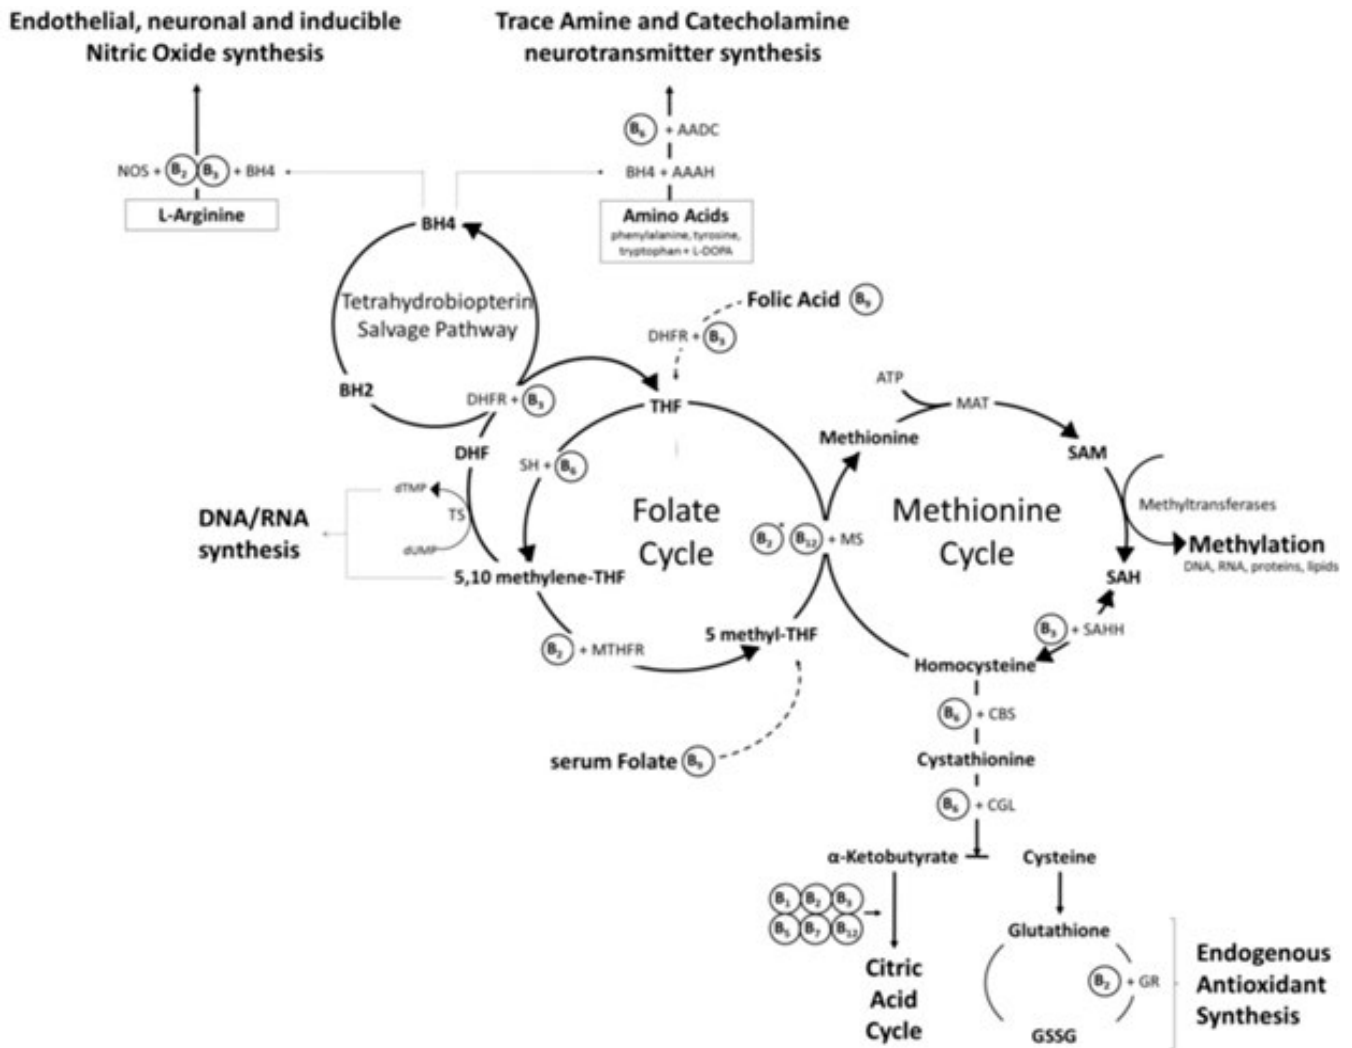 Endothelial, neuronal and inducible
Nitric Oxide synthesis
Trace Amine and Catecholamine
neurotransmitter synthesis
B6 + AADC
NOS + B2 B3 + BH4
BH4 + AAAH
L-Arginine
Amino Acids
phenylalanine, tyrosine,
tryptophan + L-DOPA
BH4
Tetrahydrobiopterin
Salvage Pathway
Folic Acid B9
DHFR + B3
BH2
DHFR + B3
THF
ATP
MAT
Methionine
SAM
DHF
SH + B6
dTMP
TS
dUMP
DNA/RNA
synthesis
Folate
Cycle
B2* B12 + MS
Methionine
Cycle
Methyltransferases
Methylation
DNA, RNA, proteins, lipids
5,10 methylene-THF
SAH
B2 + MTHFR
5 methyl-THF
B3 + SAHH
Homocysteine
B6 + CBS
serum Folate B9
Cystathionine
B6 + CGL
α-Ketobutyrate
Cysteine
B1 B2 B3
B5 B7 B12
Glutathione
Citric
Acid
Cycle
B2 + GR
GSSG
Endogenous
Antioxidant
Synthesis